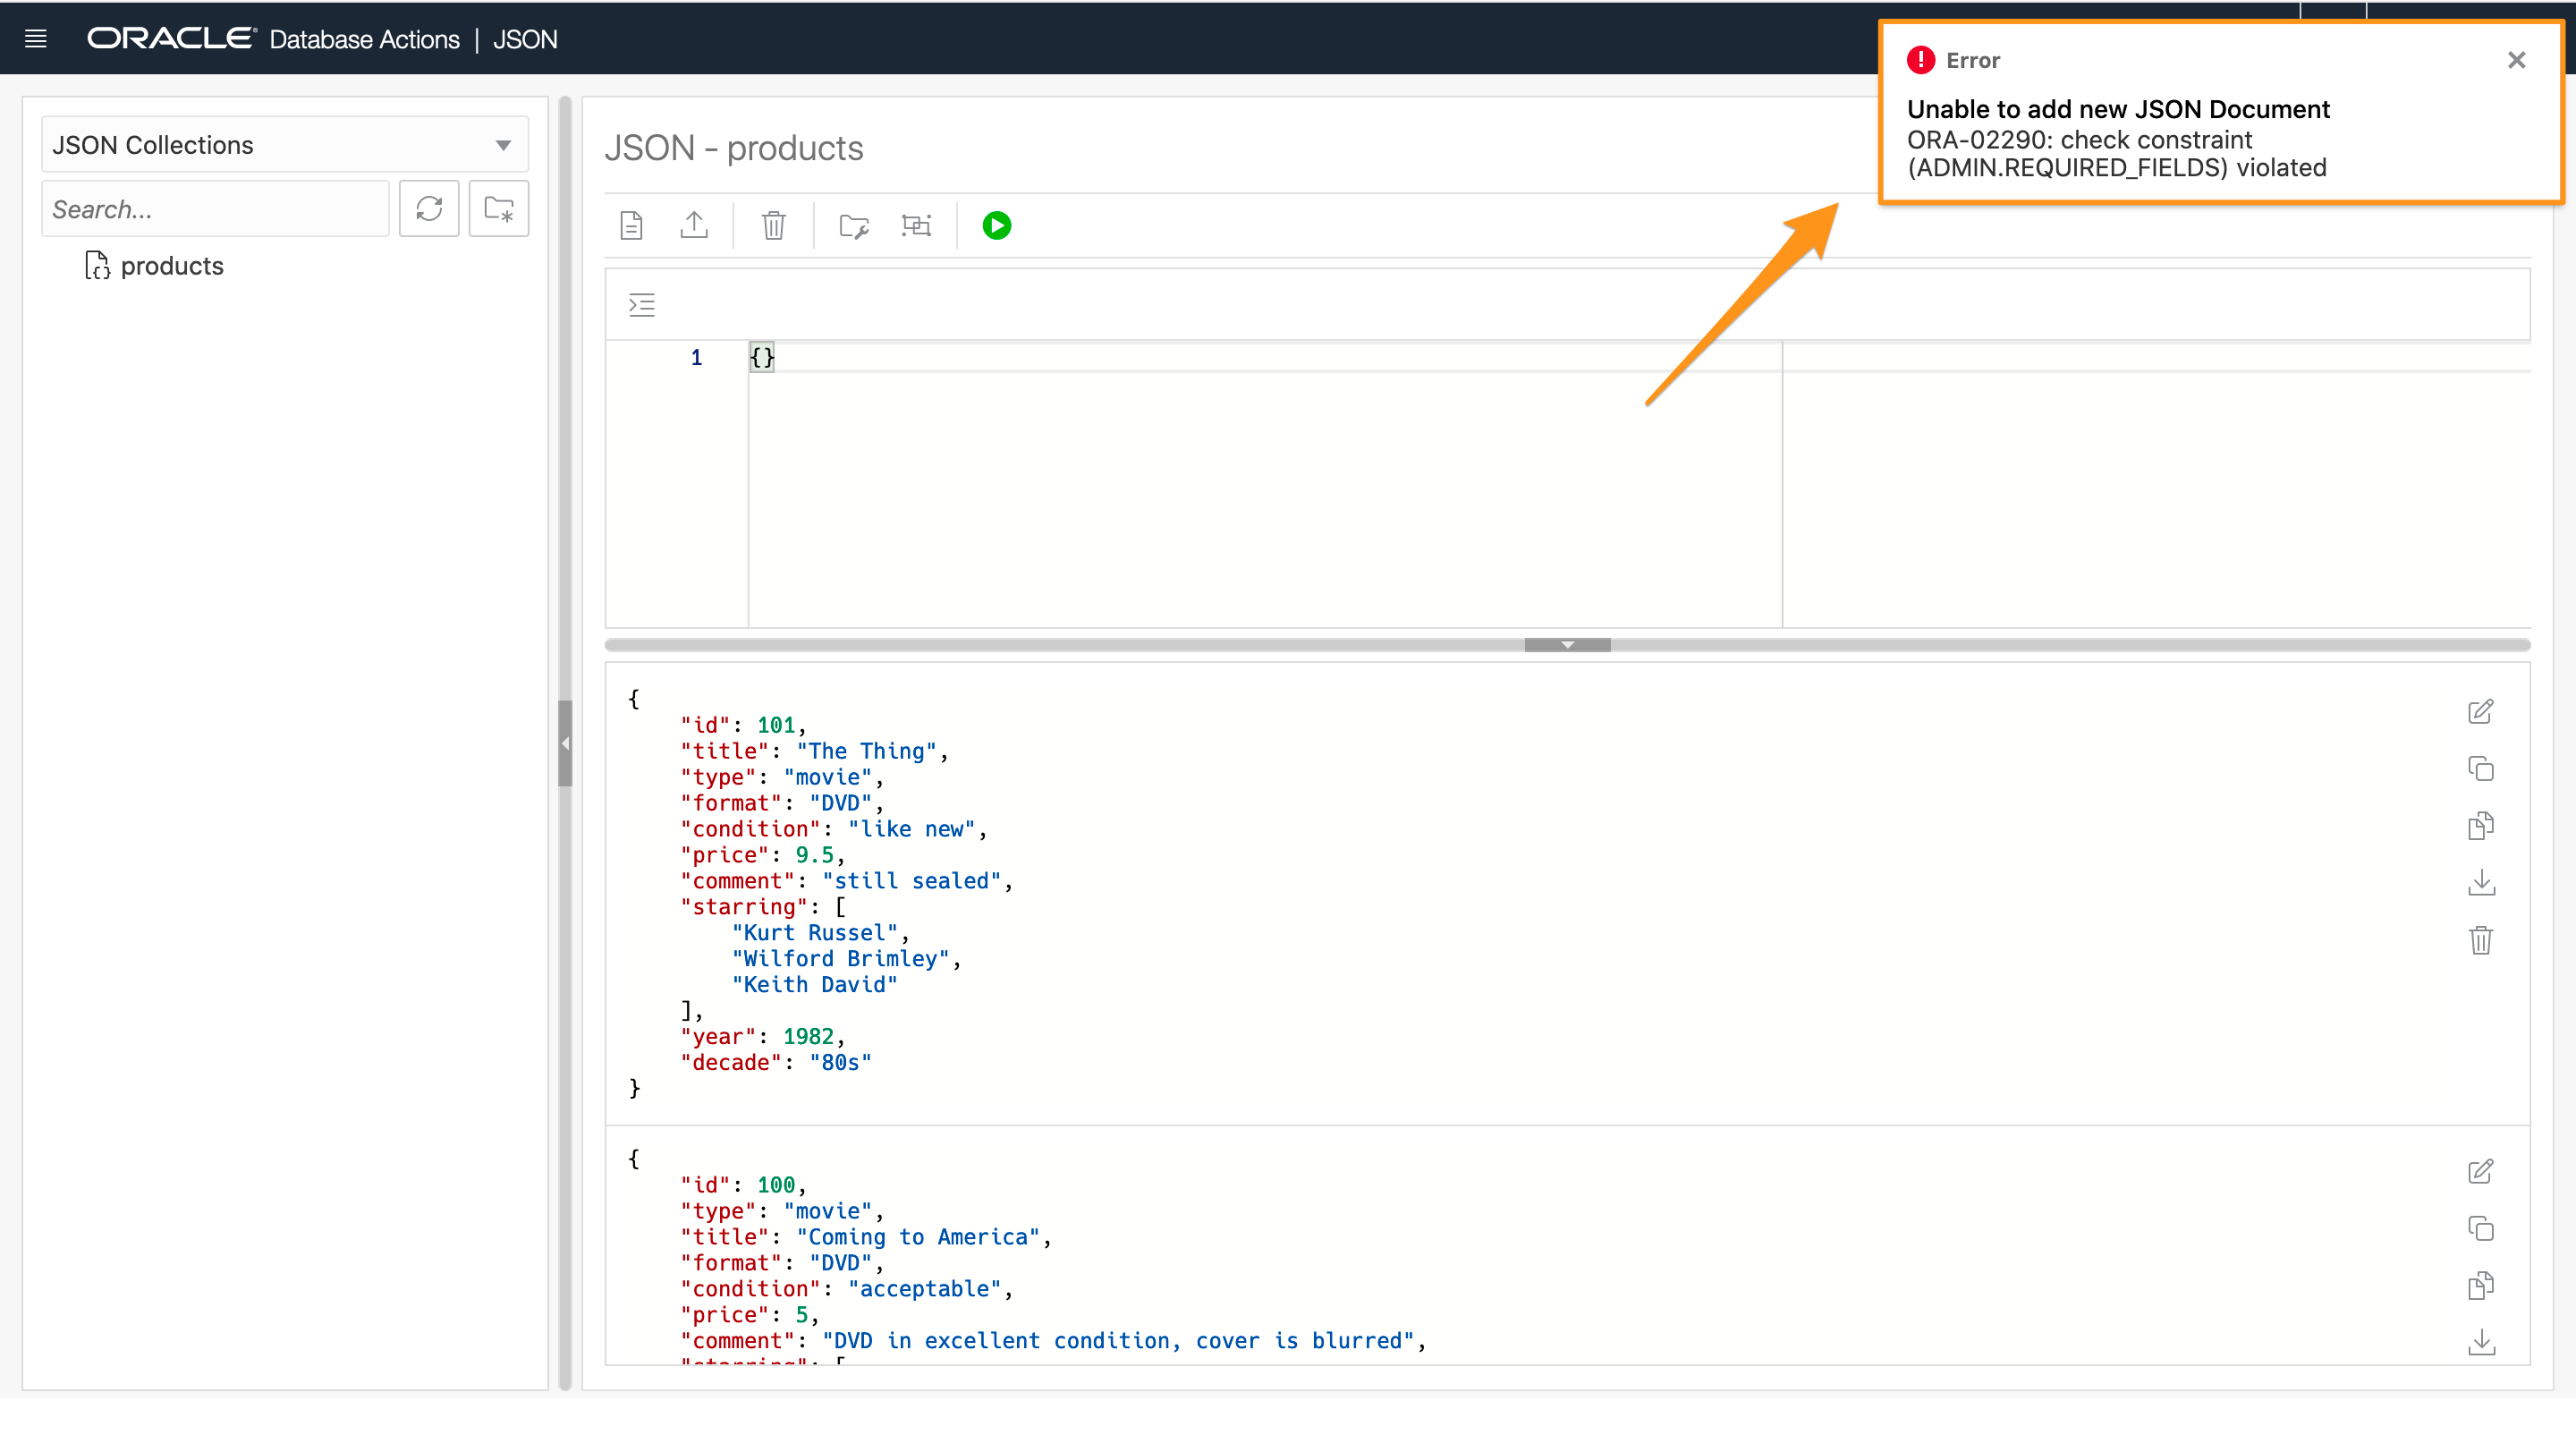 ORACLE® Database Actions | JSON
Error
Unable to add new JSON Document
ORA-02290: check constraint
(ADMIN.REQUIRED_FIELDS) violated
JSON Collections
Search...
products
JSON - products
1 {}
{
"id": 101,
"title": "The Thing",
"type": "movie",
"format": "DVD",
"condition": "like new",
"price": 9.5,
"comment": "still sealed",
"starring": [
"Kurt Russel",
"Wilford Brimley",
"Keith David"
],
"year": 1982,
"decade": "80s"
}
{
"id": 100,
"type": "movie",
"title": "Coming to America",
"format": "DVD",
"condition": "acceptable",
"price": 5,
"comment": "DVD in excellent condition, cover is blurred",
"starring": [